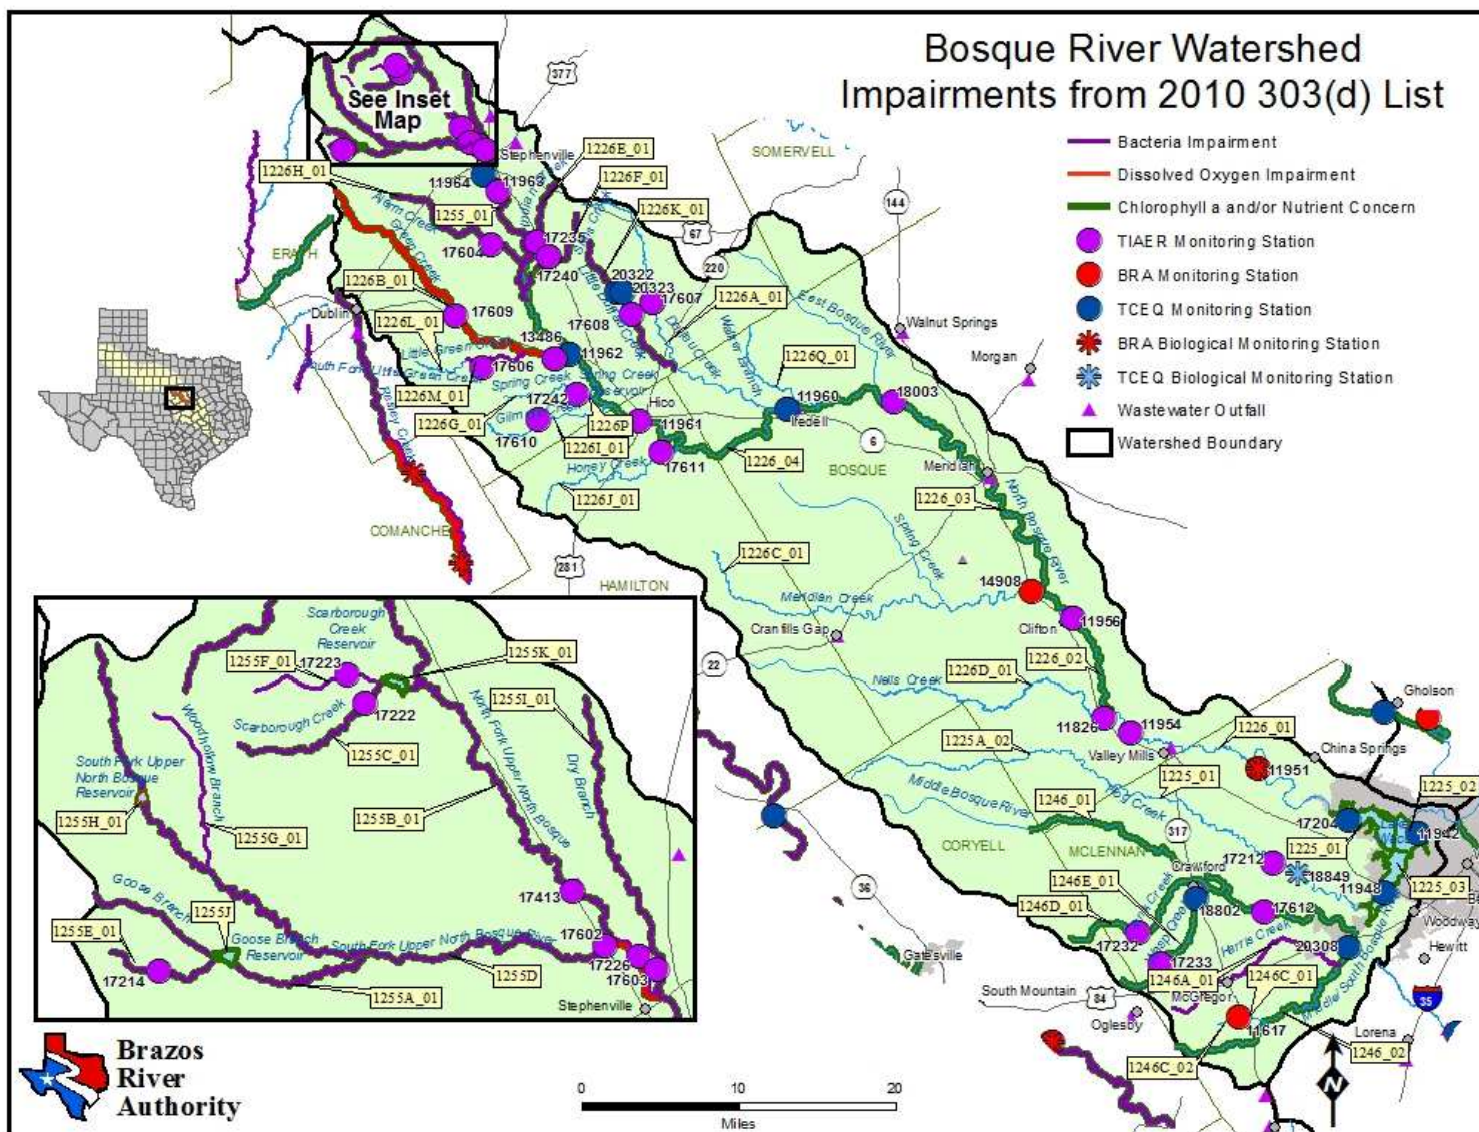 Bosque River Watershed
Impairments from 2010 303(d) List
Bacteria Impairment
Dissolved Oxygen Impairment
Chlorophyll a and/or Nutrient Concern
TIAER Monitoring Station
BRA Monitoring Station
TCEQ Monitoring Station
BRA Biological Monitoring Station
TCEQ Biological Monitoring Station
Wastewater Outfall
Watershed Boundary
See Inset
Map
377
SOMERVELL
144
67
220
Stephenville
1226E_01
1226H_01
1226F_01
11964
11963
1255_01
1226K_01
Alarm Creek
Green Creek
17604
17235
17240
ERATH
1226B_01
20322
20323
17607
1226A_01
East Bosque River
Dublin
17609
17608
Walnut Springs
1226L_01
13486
11962
1226Q_01
Morgan
17606
Spring Creek
1226M_01
17242
11960
18003
Hico
Iredell
1226G_01
1226P
11961
17610
1226I_01
6
17611
1226_04
BOSQUE
Meridian
Honey Creek
1226J_01
1226_03
North Bosque River
Resley Creek
COMANCHE
1226C_01
Spring Creek
281
HAMILTON
14908
Meridian Creek
11956
Cranfills Gap
Clifton
22
1226D_01
1226_02
Neils Creek
Gholson
11826
11954
1226_01
1225A_02
Valley Mills
China Springs
1225_01
11951
1225_02
Middle Bosque River
1246_01
Hog Creek
17204
11942
317
1225_01
CORYELL
MCLENNAN
17212
Crawford
18849
1246E_01
11948
1225_03
36
1246D_01
18802
17612
Woodway
17232
Harris Creek
20308
Hewitt
17233
1246A_01
1246C_01
Gatesville
McGregor
South Mountain
84
35
Oglesby
11617
Lorena
1246_02
1246C_02
N
Scarborough
Creek
Reservoir
1255K_01
1255F_01
17223
1255I_01
17222
Scarborough Creek
Woodhollow Branch
1255C_01
North Fork Upper North Bosque
Dry Branch
South Fork Upper
North Bosque
Reservoir
1255H_01
1255B_01
1255G_01
Goose Branch
17413
1255J
1255E_01
Goose Branch
Reservoir
South Fork Upper North Bosque River
17602
17226
17603
17214
1255D
1255A_01
Stephenville
Brazos
River
Authority
0
10
20
Miles